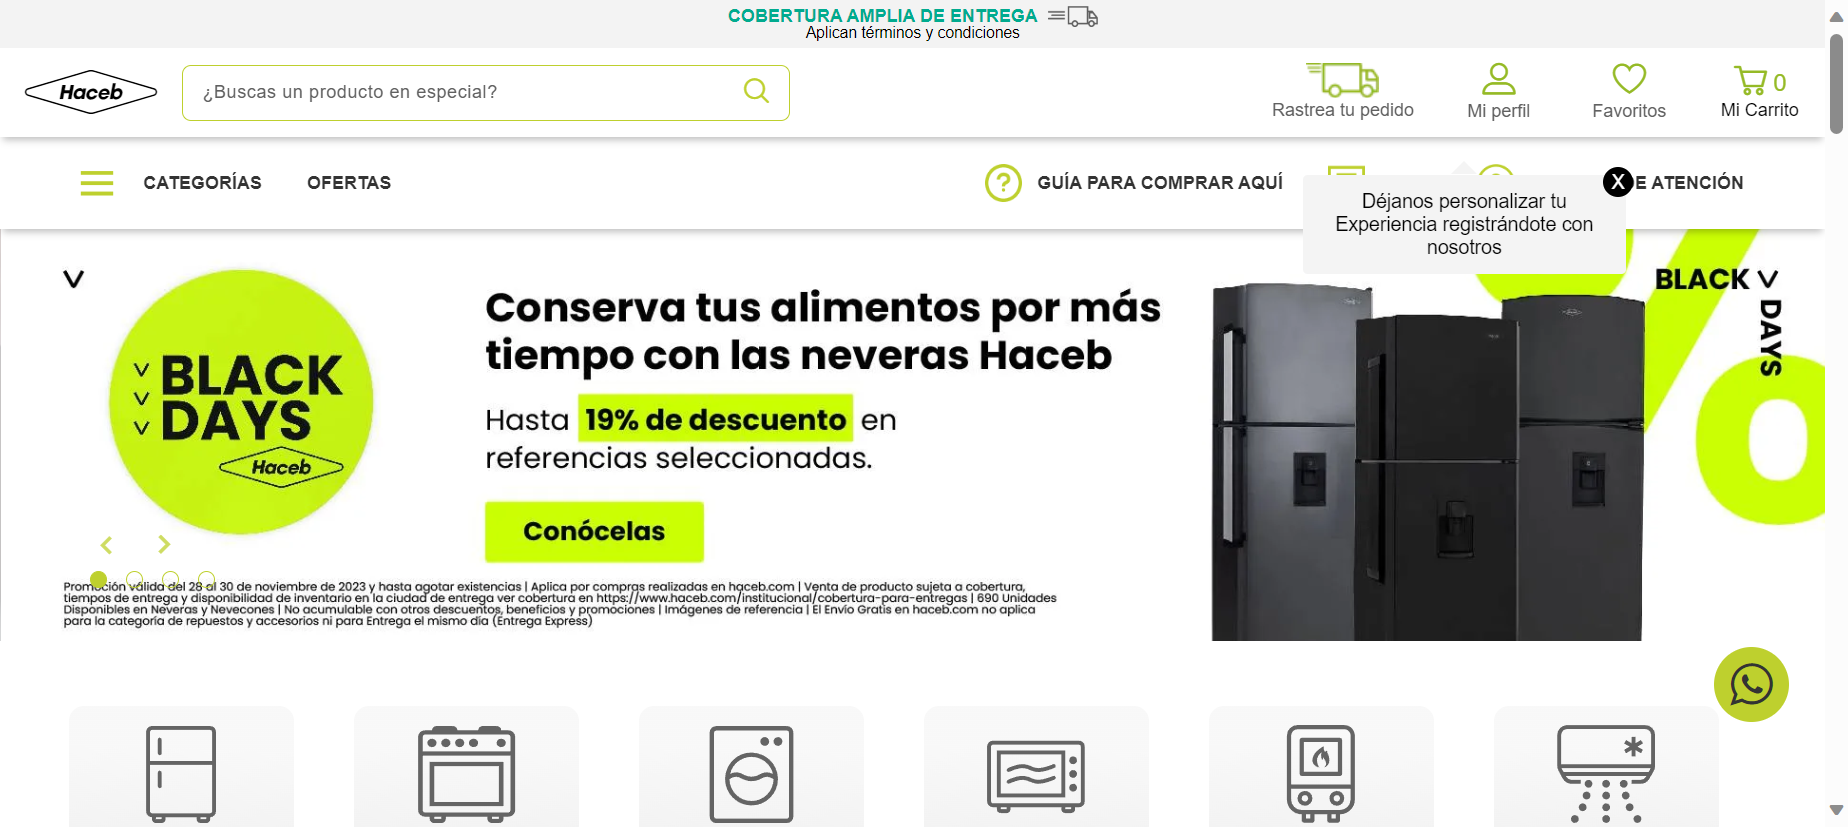 COBERTURA AMPLIA DE ENTREGA
Aplican términos y condiciones
Haceb
¿Buscas un producto en especial?
Rastrea tu pedido
Mi perfil
Favoritos
0
Mi Carrito
CATEGORÍAS
OFERTAS
GUÍA PARA COMPRAR AQUÍ
E ATENCIÓN
X
Déjanos personalizar tu
Experiencia registrándote con
nosotros
BLACK
DAYS
Haceb
Conserva tus alimentos por más
tiempo con las neveras Haceb
Hasta 19% de descuento en
referencias seleccionadas.
Conócelas
BLACK
DAYS
%
Promoción válida del 28 al 30 de noviembre de 2023 y hasta agotar existencias | Aplica por compras realizadas en haceb.com | Venta de producto sujeta a cobertura,
tiempos de entrega y disponibilidad de inventario en la ciudad de entrega ver cobertura en https://www.haceb.com/institucional/cobertura-para-entregas | 690 Unidades
Disponibles en Neveras y Nevecones | No acumulable con otros descuentos, beneficios y promociones | Imágenes de referencia | El Envío Gratis en haceb.com no aplica
para la categoría de repuestos y accesorios ni para Entrega el mismo día (Entrega Express)